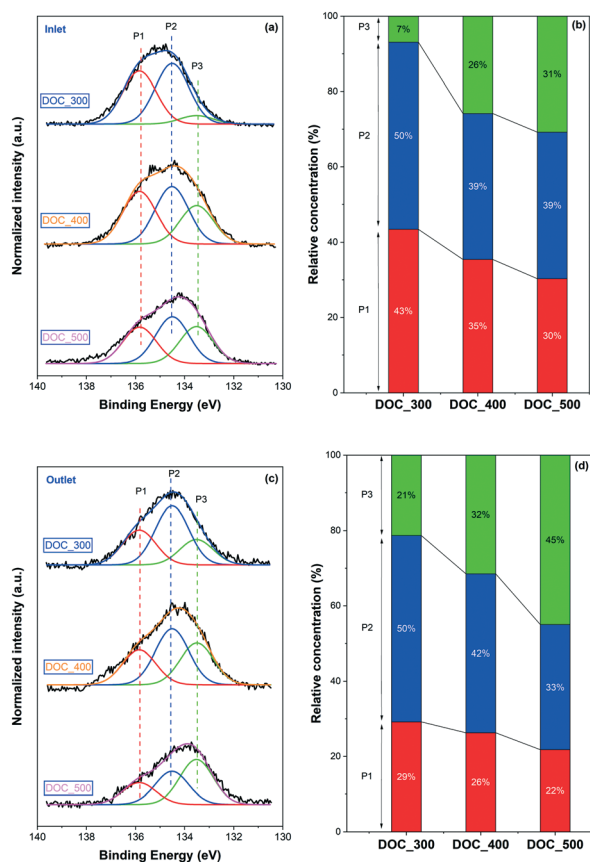 Inlet
(a)
P1
P2
P3
DOC_300
DOC_400
DOC_500
Normalized intensity (a.u.)
140
138
136
134
132
130
Binding Energy (eV)
(b)
100
80
60
40
20
0
Relative concentration (%)
P3
P2
P1
7%
50%
43%
26%
39%
35%
31%
39%
30%
DOC_300
DOC_400
DOC_500
Outlet
(c)
P1
P2
P3
DOC_300
DOC_400
DOC_500
Normalized intensity (a.u.)
140
138
136
134
132
130
Binding Energy (eV)
(d)
100
80
60
40
20
0
Relative concentration (%)
P3
P2
P1
21%
50%
29%
32%
42%
26%
45%
33%
22%
DOC_300
DOC_400
DOC_500